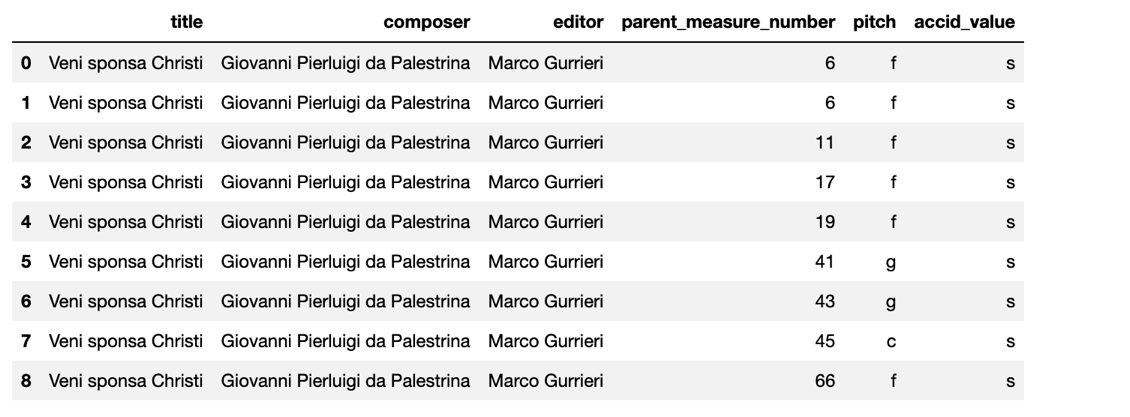 title composer editor parent_measure_number pitch accid_value
0 Veni sponsa Christi Giovanni Pierluigi da Palestrina Marco Gurrieri 6 f s
1 Veni sponsa Christi Giovanni Pierluigi da Palestrina Marco Gurrieri 6 f s
2 Veni sponsa Christi Giovanni Pierluigi da Palestrina Marco Gurrieri 11 f s
3 Veni sponsa Christi Giovanni Pierluigi da Palestrina Marco Gurrieri 17 f s
4 Veni sponsa Christi Giovanni Pierluigi da Palestrina Marco Gurrieri 19 f s
5 Veni sponsa Christi Giovanni Pierluigi da Palestrina Marco Gurrieri 41 g s
6 Veni sponsa Christi Giovanni Pierluigi da Palestrina Marco Gurrieri 43 g s
7 Veni sponsa Christi Giovanni Pierluigi da Palestrina Marco Gurrieri 45 c s
8 Veni sponsa Christi Giovanni Pierluigi da Palestrina Marco Gurrieri 66 f s